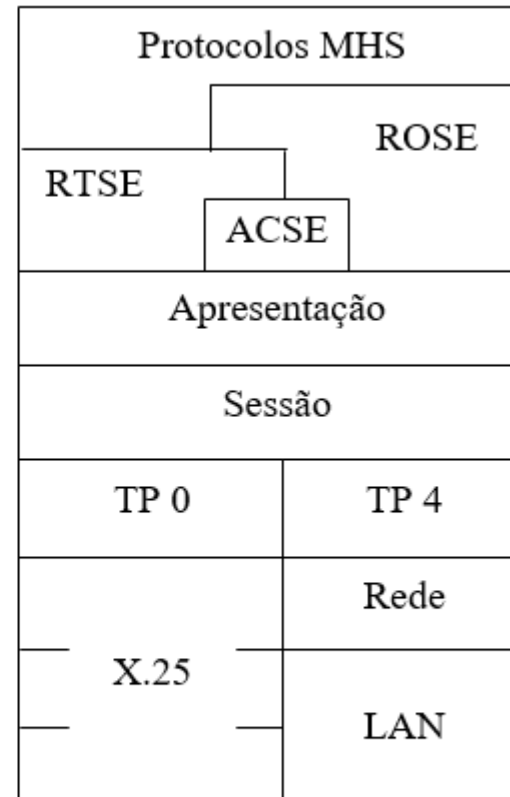 Protocolos MHS
ROSE
RTSE
ACSE
Apresentação
Sessão
TP 0
TP 4
Rede
X.25
LAN